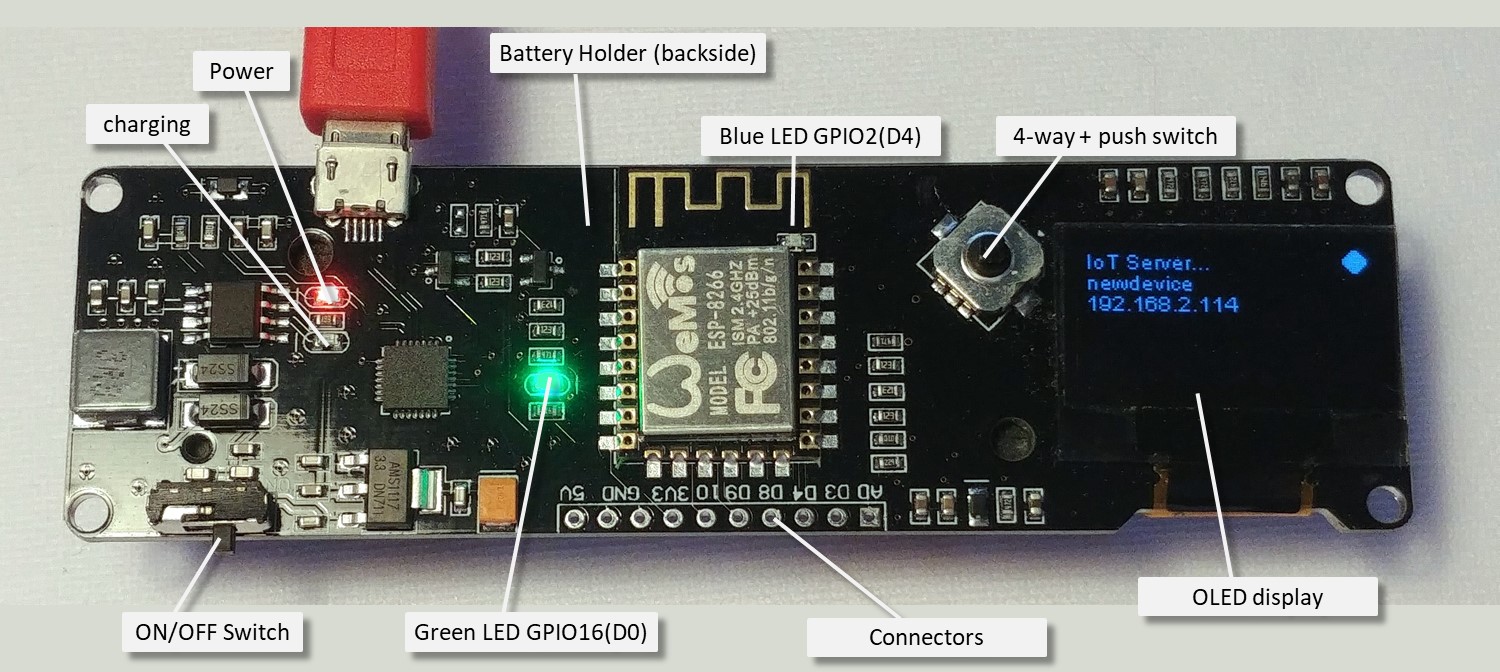 Battery Holder (backside)
Power
charging
Blue LED GPIO2(D4)
4-way + push switch
IoT Server...
newdevice
192.168.2.114
WeMos
MODEL ESP-8266
ISM 2.4GHZ
PA +25dBm
802.11b/g/n
FC
SS24
SS24
AMS1117
3.3 DN71
5V GND 3V3 10 D9 D8 D4 D3 AD
ON/OFF Switch
Green LED GPIO16(D0)
Connectors
OLED display